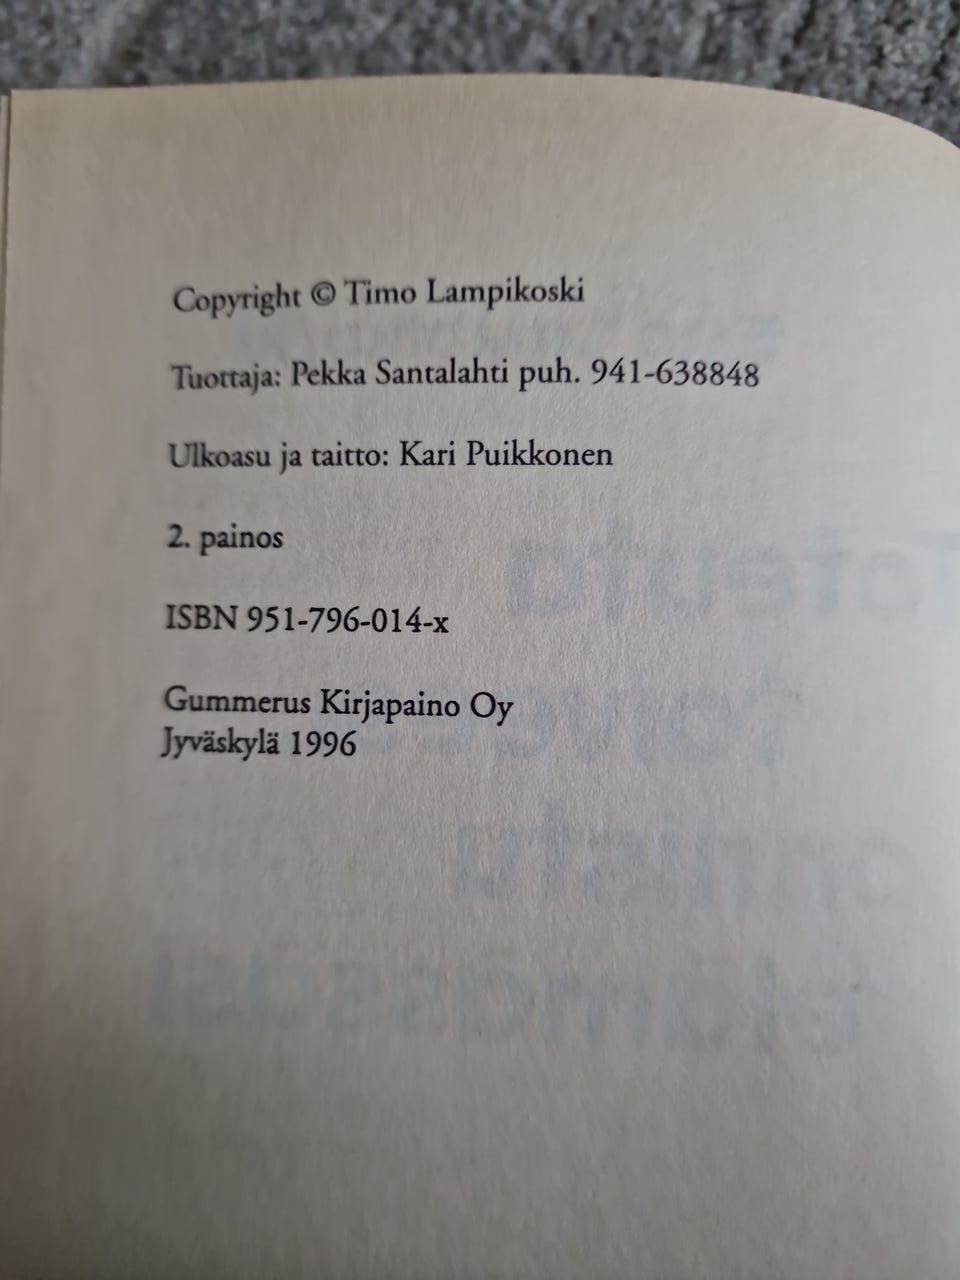 Copyright © Timo Lampikoski
Tuottaja: Pekka Santalahti puh. 941-638848
Ulkoasu ja taitto: Kari Puikkonen
2. painos
ISBN 951-796-014-x
Gummerus Kirjapaino Oy
Jyväskylä 1996